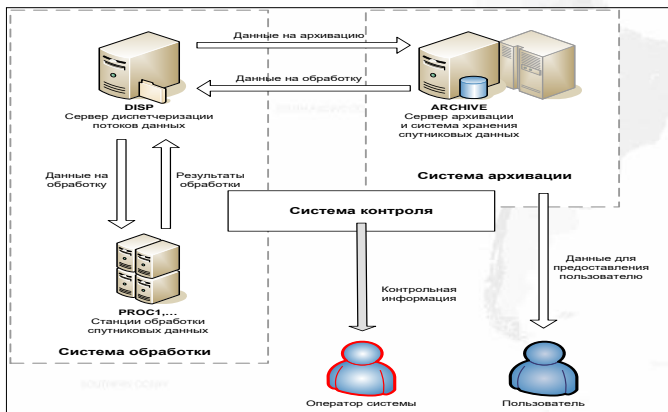 Данные на архивацию
Данные на обработку
DISP
Сервер диспетчеризации
потоков данных
ARCHIVE
Сервер архивации
и система хранения
спутниковых данных
Система архивации
Данные на
обработку
Результаты
обработки
Система контроля
Данные для
предоставления
пользователю
Контрольная
информация
PROC1,...
Станции обработки
спутниковых данных
Система обработки
Оператор системы
Пользователь